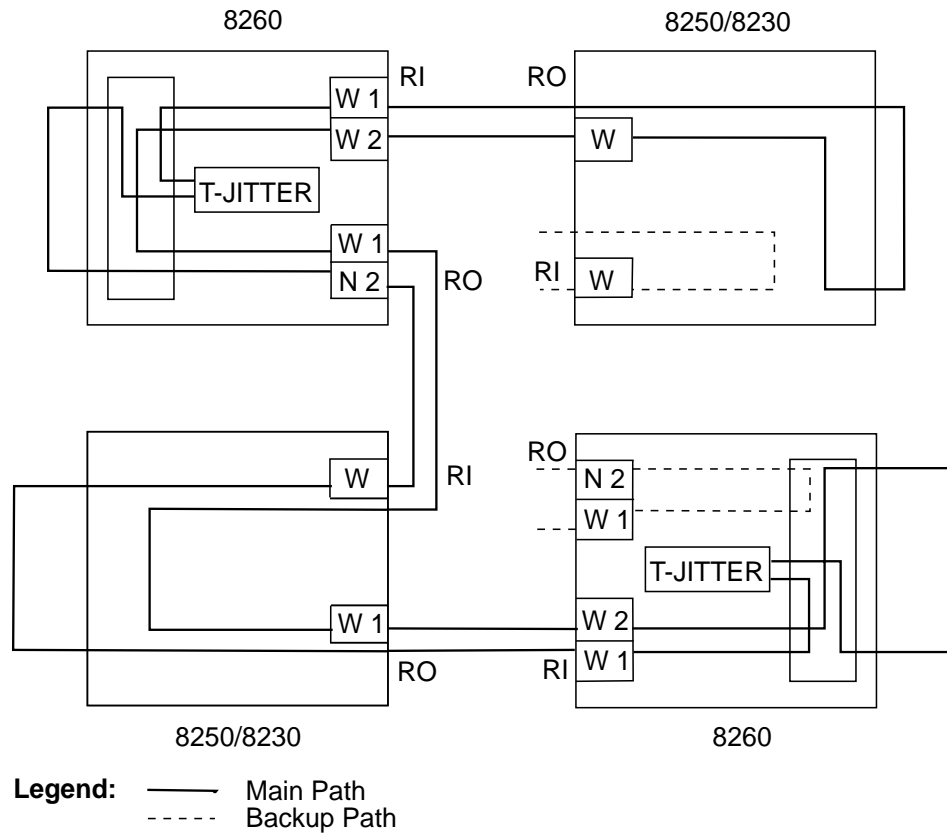 8260
8250/8230
RI
RO
W 1
W 2
W
T-JITTER
W 1
N 2
RO
RI
W
RO
W
RI
N 2
W 1
T-JITTER
W 1
W 2
RO
RI
W 1
8250/8230
8260
Legend:
Main Path
Backup Path